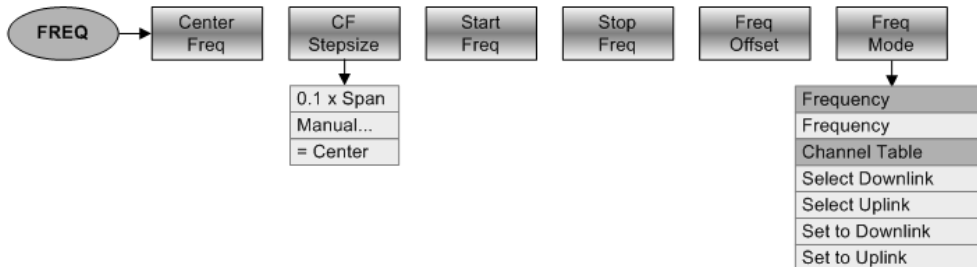 FREQ
Center
Freq
CF
Stepsize
Start
Freq
Stop
Freq
Freq
Offset
Freq
Mode
0.1 x Span
Manual...
= Center
Frequency
Frequency
Channel Table
Select Downlink
Select Uplink
Set to Downlink
Set to Uplink